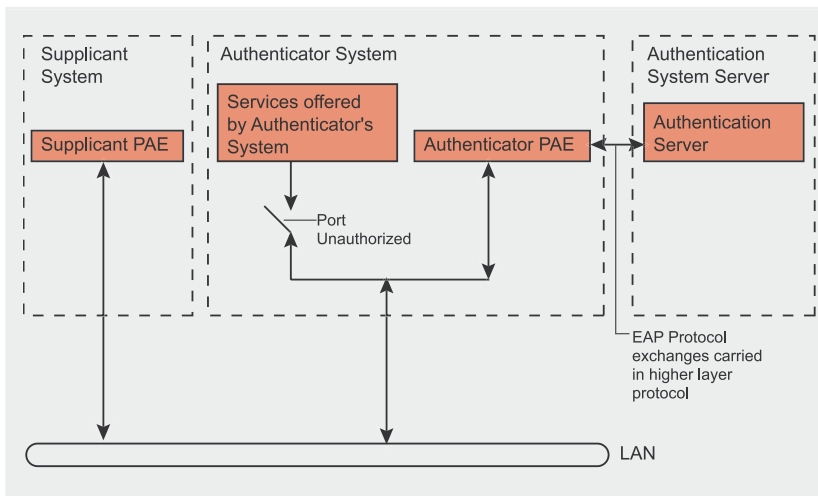 Supplicant
System
Authenticator System
Authentication
System Server
Services offered
by Authenticator's
System
Supplicant PAE
Authenticator PAE
Authentication
Server
Port
Unauthorized
EAP Protocol
exchanges carried
in higher layer
protocol
LAN